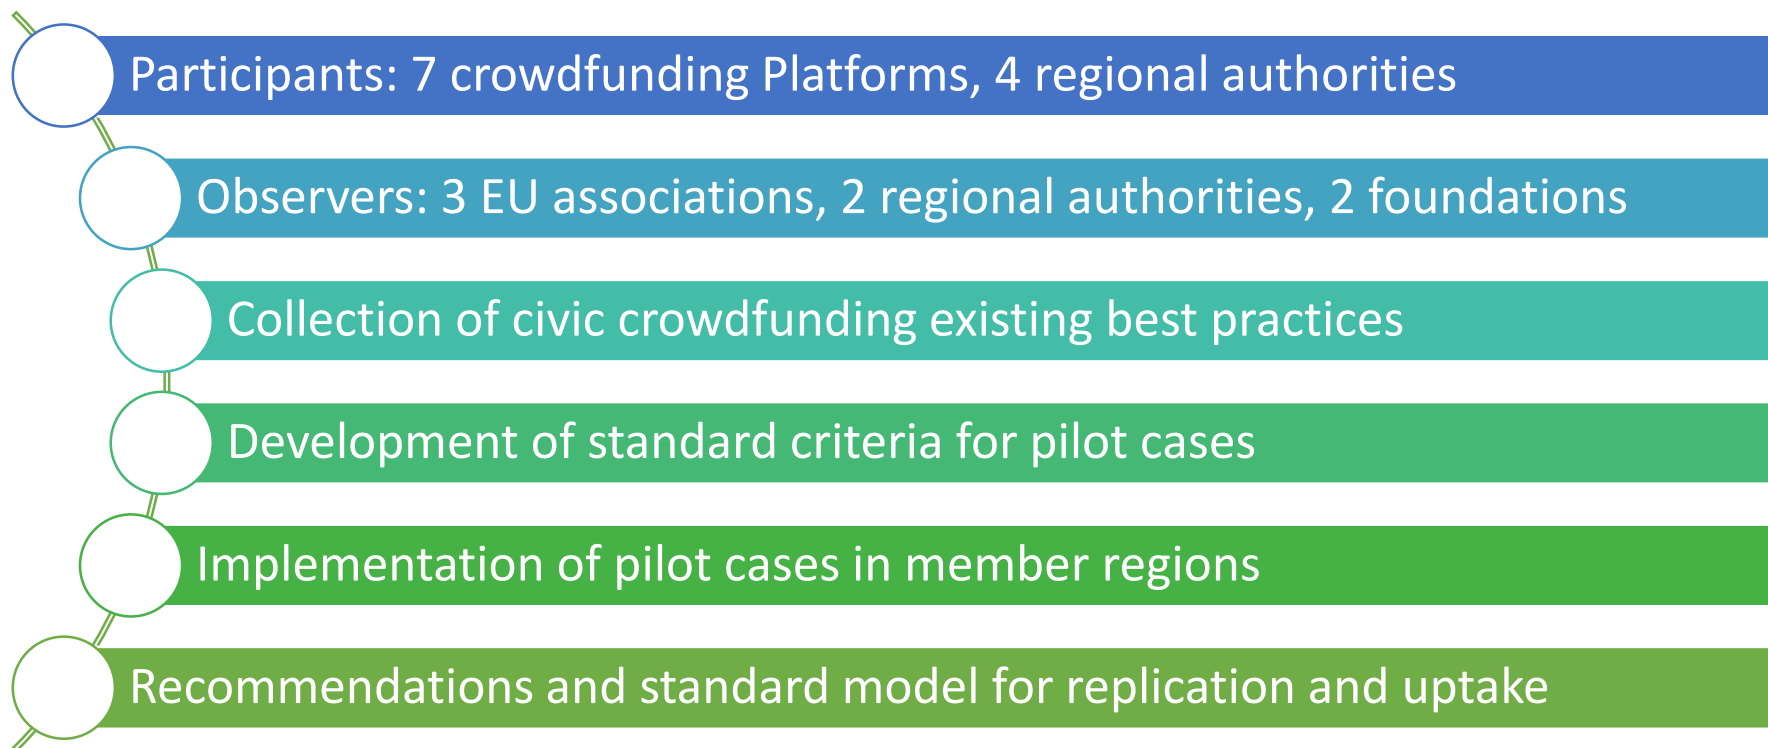 Participants: 7 crowdfunding Platforms, 4 regional authorities
Observers: 3 EU associations, 2 regional authorities, 2 foundations
Collection of civic crowdfunding existing best practices
Development of standard criteria for pilot cases
Implementation of pilot cases in member regions
Recommendations and standard model for replication and uptake